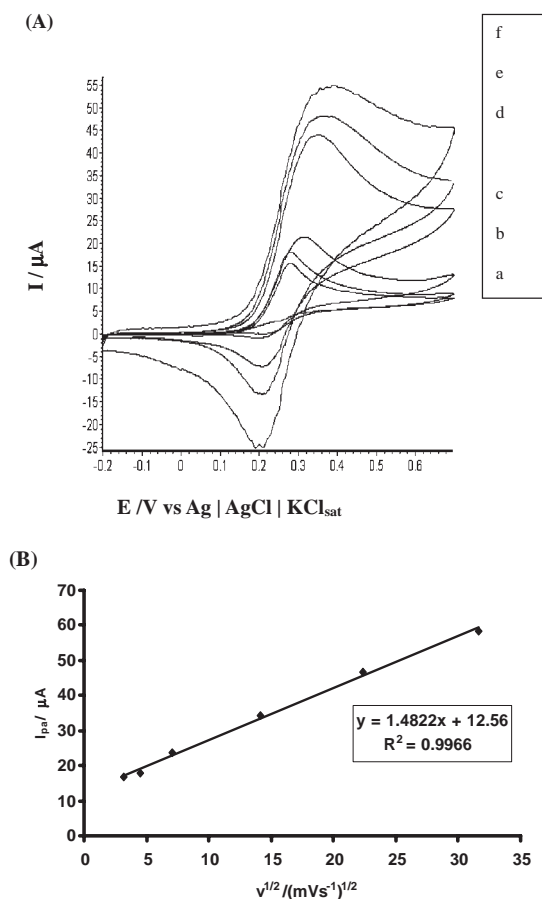 (A)
f
e
d
c
b
a
55
50
45
40
35
30
25
20
15
10
5
0
-5
-10
-15
-20
-25
I / µA
-0.2 -0.1 0 0.1 0.2 0.3 0.4 0.5 0.6
E /V vs Ag | AgCl | KClsat
(B)
70
60
50
40
30
20
10
0
Ipa/ µA
y = 1.4822x + 12.56
R² = 0.9966
0 5 10 15 20 25 30 35
v1/2/(mVs-1)1/2